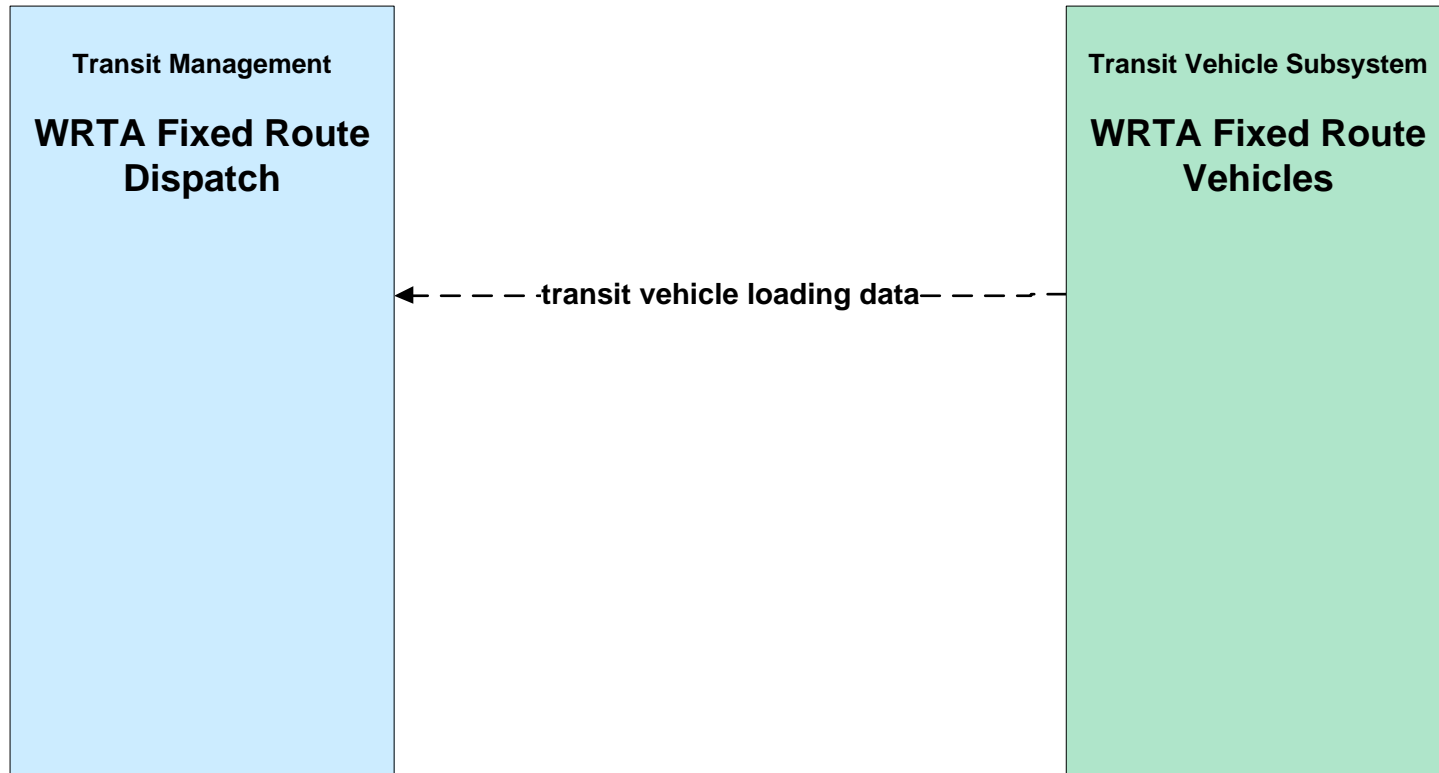 Transit Management
WRTA Fixed Route
Dispatch
Transit Vehicle Subsystem
WRTA Fixed Route
Vehicles
transit vehicle loading data